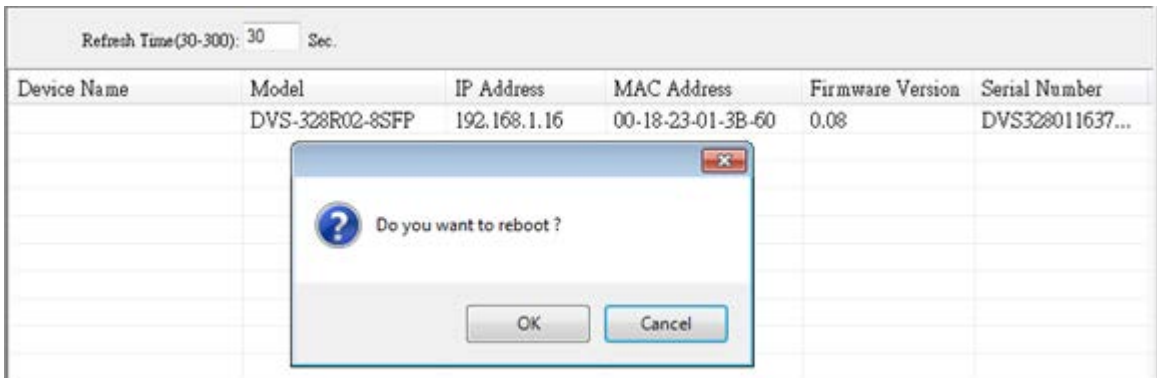 Refresh Time(30-300): 30 Sec.
Device Name Model IP Address MAC Address Firmware Version Serial Number
DVS-328R02-8SFP 192.168.1.16 00-18-23-01-3B-60 0.08 DVS328011637...
Do you want to reboot ?
OK Cancel